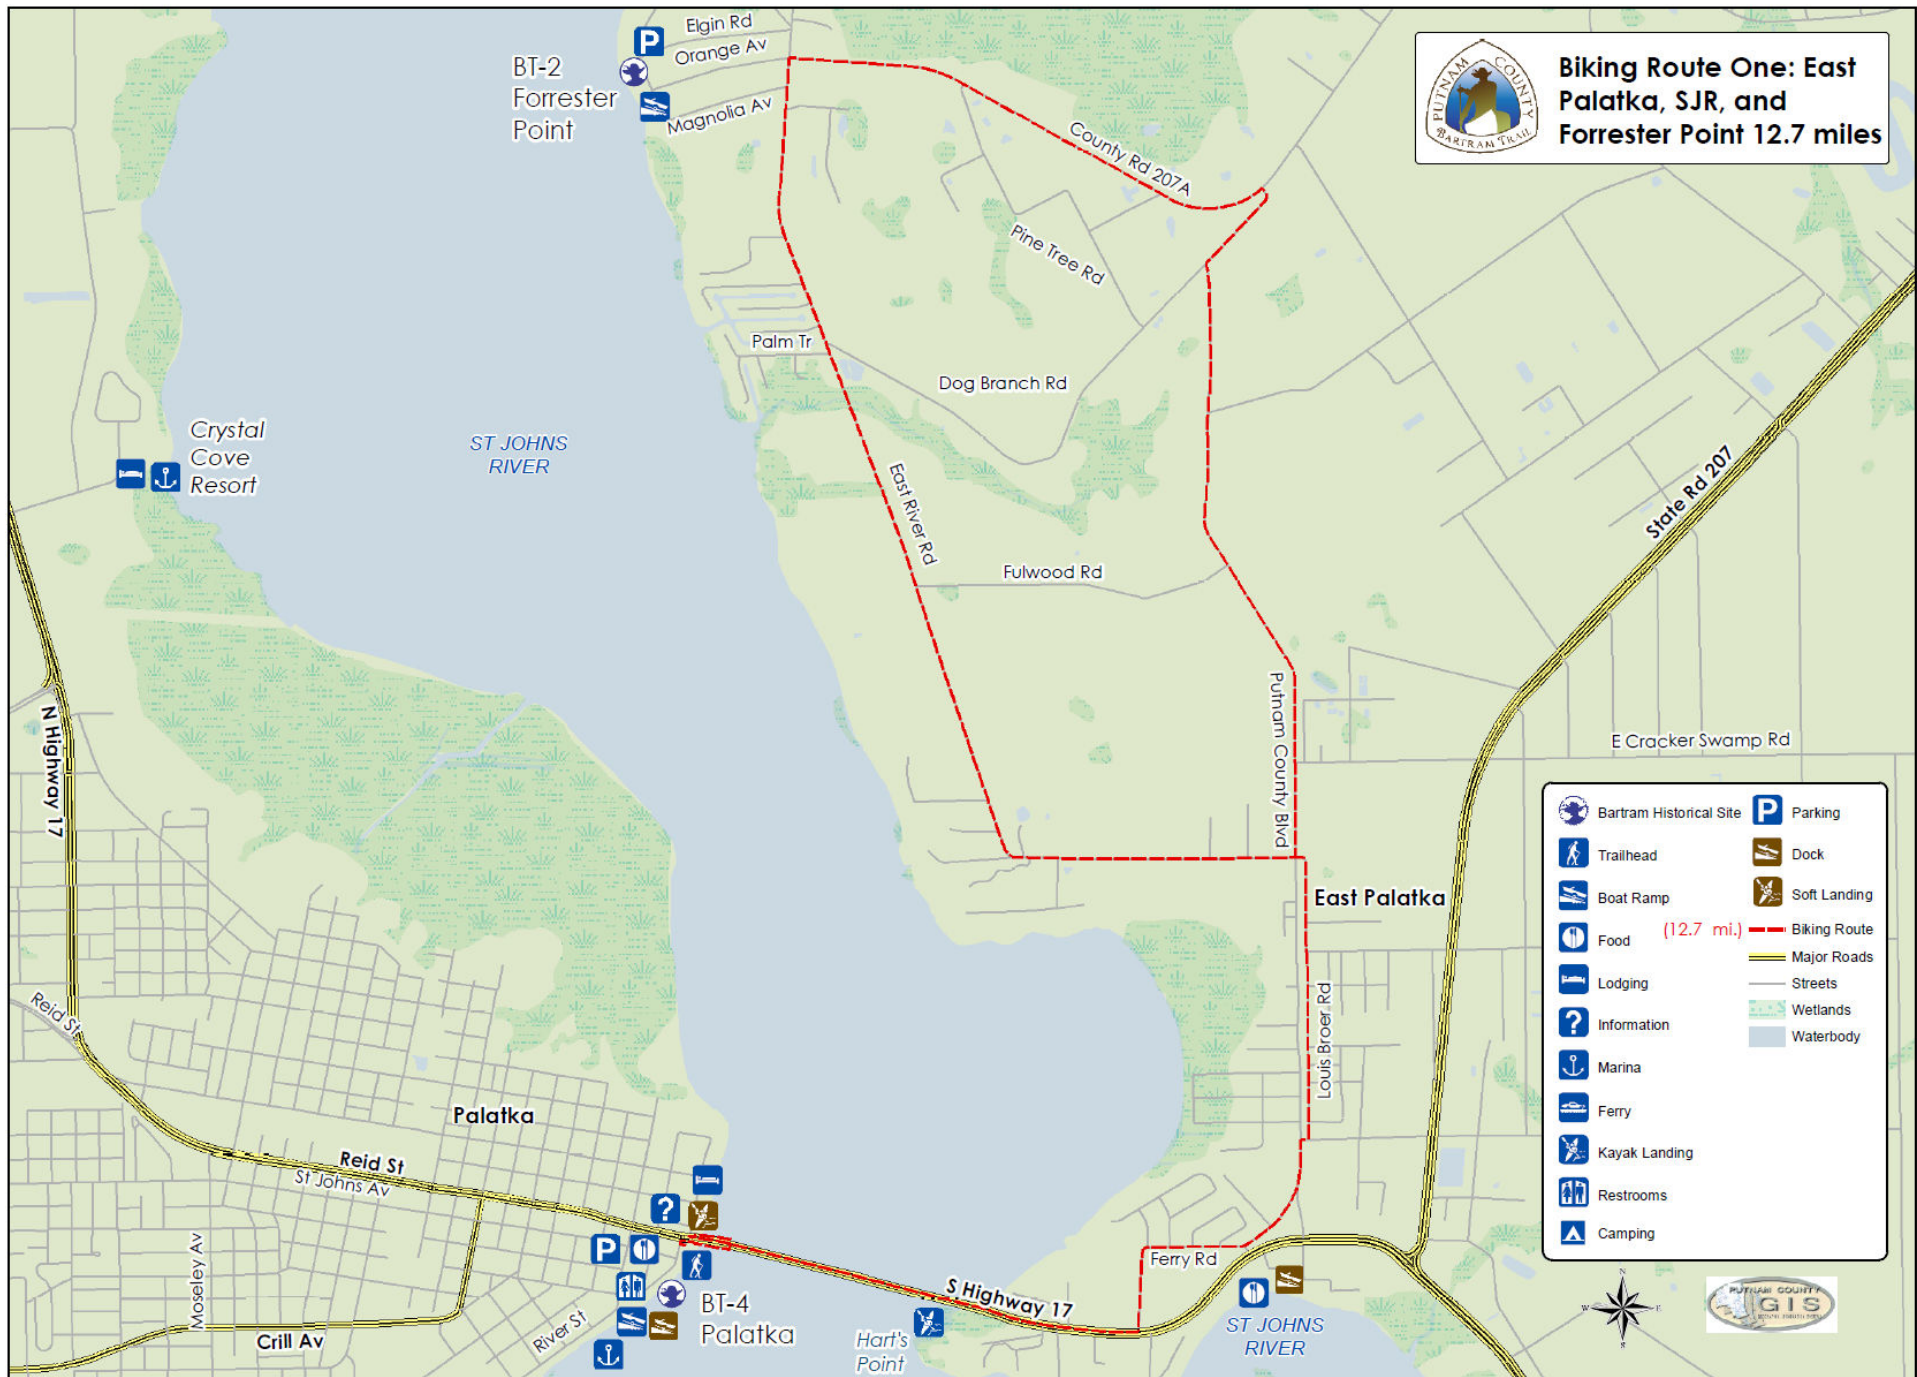 Elgin Rd
Orange Av
BT-2
Forrester
Point
Magnolia Av
County Rd 207A
PUTNAM COUNTY
BARTRAM TRAIL
Biking Route One: East
Palatka, SJR, and
Forrester Point 12.7 miles
Pine Tree Rd
Palm Tr
Dog Branch Rd
Crystal
Cove
Resort
ST JOHNS
RIVER
East River Rd
State Rd 207
Fulwood Rd
N Highway 17
Putnam County Blvd
E Cracker Swamp Rd
East Palatka
Reid St
Louis Broer Rd
Palatka
Reid St
St Johns Av
Moseley Av
Crill Av
River St
BT-4
Palatka
S Highway 17
Hart's
Point
Ferry Rd
ST JOHNS
RIVER
Bartram Historical Site
Trailhead
Boat Ramp
Food
Lodging
? Information
Marina
Ferry
Kayak Landing
Restrooms
Camping
P Parking
Dock
Soft Landing
(12.7 mi.) Biking Route
Major Roads
Streets
Wetlands
Waterbody
P
?
P
N
W E
S
PUTNAM COUNTY
GIS